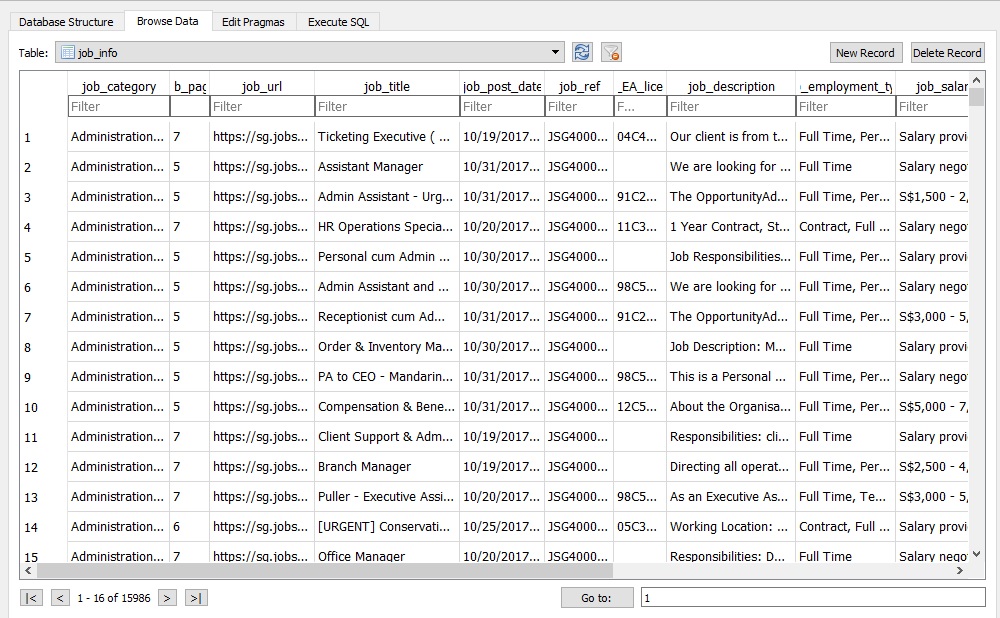 Database Structure Browse Data Edit Pragmas Execute SQL
Table: job_info New Record Delete Record
job_category b_pag job_url job_title job_post_date job_ref _EA_lice job_description _employment_ty job_salar
Filter Filter Filter Filter Filter F... Filter Filter Filter
1 Administration... 7 https://sg.jobs... Ticketing Executive ( ... 10/19/2017... JSG4000... 04C4... Our client is from t... Full Time, Per... Salary provi
2 Administration... 5 https://sg.jobs... Assistant Manager 10/31/2017... JSG4000... We are looking for ... Full Time Salary negot
3 Administration... 5 https://sg.jobs... Admin Assistant - Urg... 10/31/2017... JSG4000... 91C2... The OpportunityAd... Full Time, Per... S$1,500 - 2,
4 Administration... 7 https://sg.jobs... HR Operations Specia... 10/20/2017... JSG4000... 11C3... 1 Year Contract, St... Contract, Full ... Salary negot
5 Administration... 5 https://sg.jobs... Personal cum Admin ... 10/30/2017... JSG4000... Job Responsibilities... Full Time, Per... Salary provi
6 Administration... 5 https://sg.jobs... Admin Assistant and ... 10/30/2017... JSG4000... 98C5... We are looking for ... Full Time, Per... Salary negot
7 Administration... 5 https://sg.jobs... Receptionist cum Ad... 10/31/2017... JSG4000... 91C2... The OpportunityAd... Full Time, Per... S$3,000 - 5,
8 Administration... 5 https://sg.jobs... Order & Inventory Ma... 10/30/2017... JSG4000... Job Description: M... Full Time Salary provi
9 Administration... 5 https://sg.jobs... PA to CEO - Mandarin... 10/31/2017... JSG4000... 98C5... This is a Personal ... Full Time, Per... Salary negot
10 Administration... 5 https://sg.jobs... Compensation & Bene... 10/31/2017... JSG4000... 12C5... About the Organisa... Full Time, Per... S$5,000 - 7,
11 Administration... 7 https://sg.jobs... Client Support & Adm... 10/19/2017... JSG4000... Responsibilities: cli... Full Time Salary provi
12 Administration... 7 https://sg.jobs... Branch Manager 10/19/2017... JSG4000... Directing all operat... Full Time, Per... S$2,500 - 4,
13 Administration... 7 https://sg.jobs... Puller - Executive Assi... 10/20/2017... JSG4000... 98C5... As an Executive As... Full Time, Te... S$3,000 - 5,
14 Administration... 6 https://sg.jobs... [URGENT] Conservati... 10/25/2017... JSG4000... 05C3... Working Location: ... Contract, Full ... Salary provi
15 Administration... 7 https://sg.jobs... Office Manager 10/20/2017... JSG4000... Responsibilities: D... Full Time Salary negot
|< < 1 - 16 of 15986 > >| Go to: 1